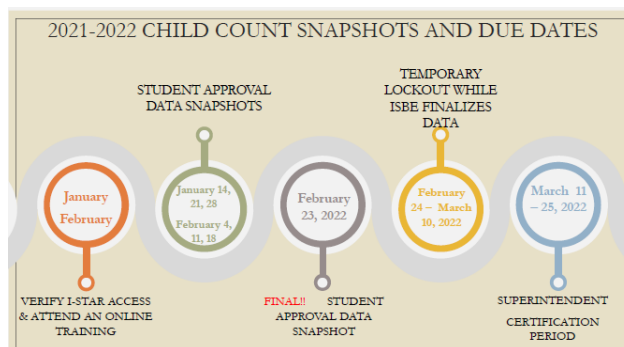 2021-2022 CHILD COUNT SNAPSHOTS AND DUE DATES
STUDENT APPROVAL
DATA SNAPSHOTS
TEMPORARY
LOCKOUT WHILE
ISBE FINALIZES
DATA
January
February
January 14,
21, 28
February 4,
11, 18
February
23, 2022
February
24 – March
10, 2022
March 11
– 25, 2022
VERIFY I-STAR ACCESS
& ATTEND AN ONLINE
TRAINING
FINAL!! STUDENT
APPROVAL DATA
SNAPSHOT
SUPERINTENDENT
CERTIFICATION
PERIOD